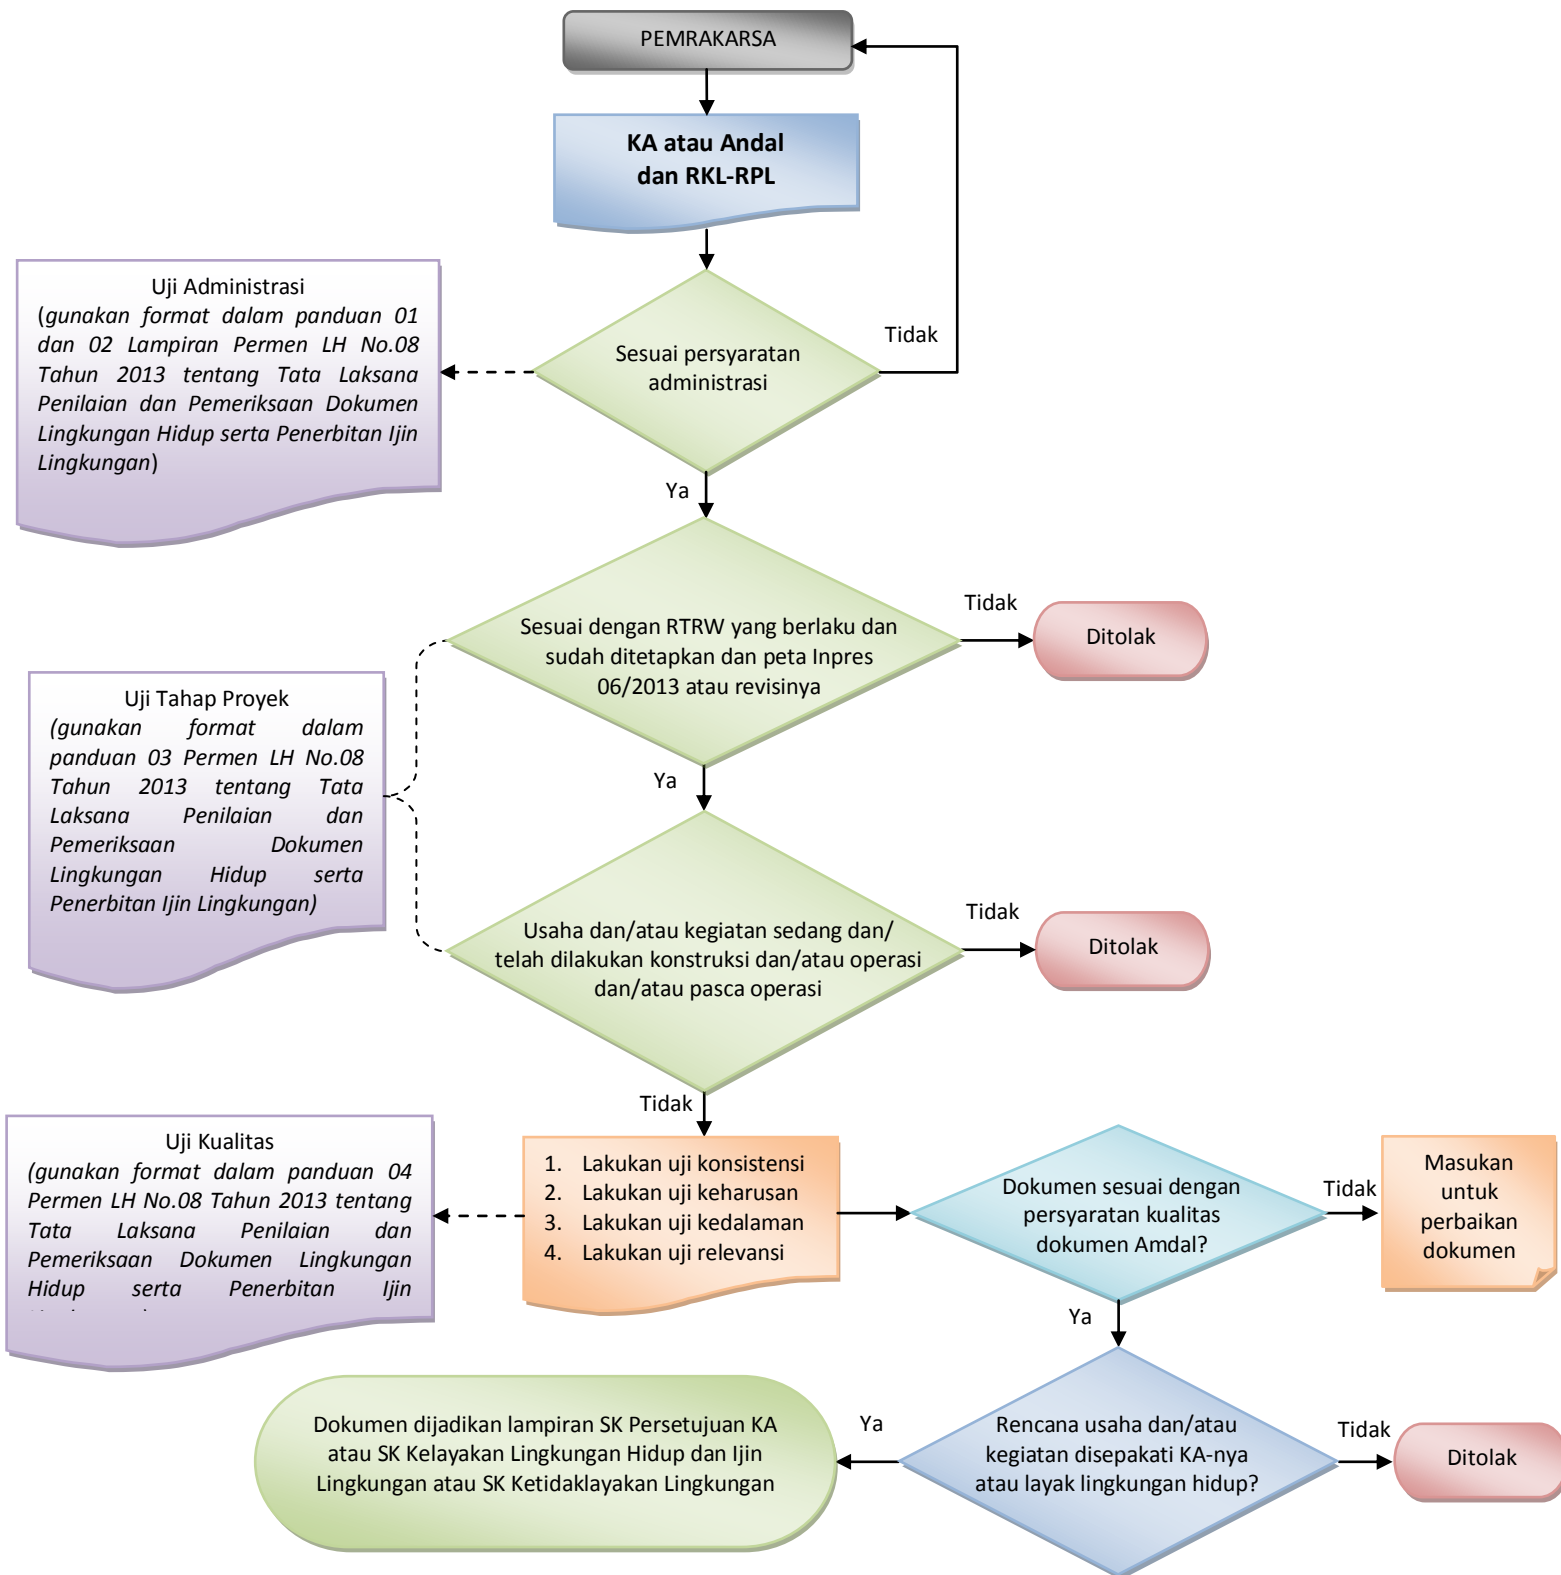 PEMRAKARSA
KA atau Andal
dan RKL-RPL
Uji Administrasi
(gunakan format dalam panduan 01
dan 02 Lampiran Permen LH No.08
Tahun 2013 tentang Tata Laksana
Penilaian dan Pemeriksaan Dokumen
Lingkungan Hidup serta Penerbitan Ijin
Lingkungan)
Sesuai persyaratan
administrasi
Tidak
Ya
Sesuai dengan RTRW yang berlaku dan
sudah ditetapkan dan peta Inpres
06/2013 atau revisinya
Tidak
Ditolak
Uji Tahap Proyek
(gunakan format dalam
panduan 03 Permen LH No.08
Tahun 2013 tentang Tata
Laksana Penilaian dan
Pemeriksaan Dokumen
Lingkungan Hidup serta
Penerbitan Ijin Lingkungan)
Ya
Usaha dan/atau kegiatan sedang dan/
telah dilakukan konstruksi dan/atau operasi
dan/atau pasca operasi
Tidak
Ditolak
Tidak
Uji Kualitas
(gunakan format dalam panduan 04
Permen LH No.08 Tahun 2013 tentang
Tata Laksana Penilaian dan
Pemeriksaan Dokumen Lingkungan
Hidup serta Penerbitan Ijin
1. Lakukan uji konsistensi
2. Lakukan uji keharusan
3. Lakukan uji kedalaman
4. Lakukan uji relevansi
Dokumen sesuai dengan
persyaratan kualitas
dokumen Amdal?
Tidak
Masukan
untuk
perbaikan
dokumen
Ya
Rencana usaha dan/atau
kegiatan disepakati KA-nya
atau layak lingkungan hidup?
Tidak
Ditolak
Ya
Dokumen dijadikan lampiran SK Persetujuan KA
atau SK Kelayakan Lingkungan Hidup dan Ijin
Lingkungan atau SK Ketidaklayakan Lingkungan